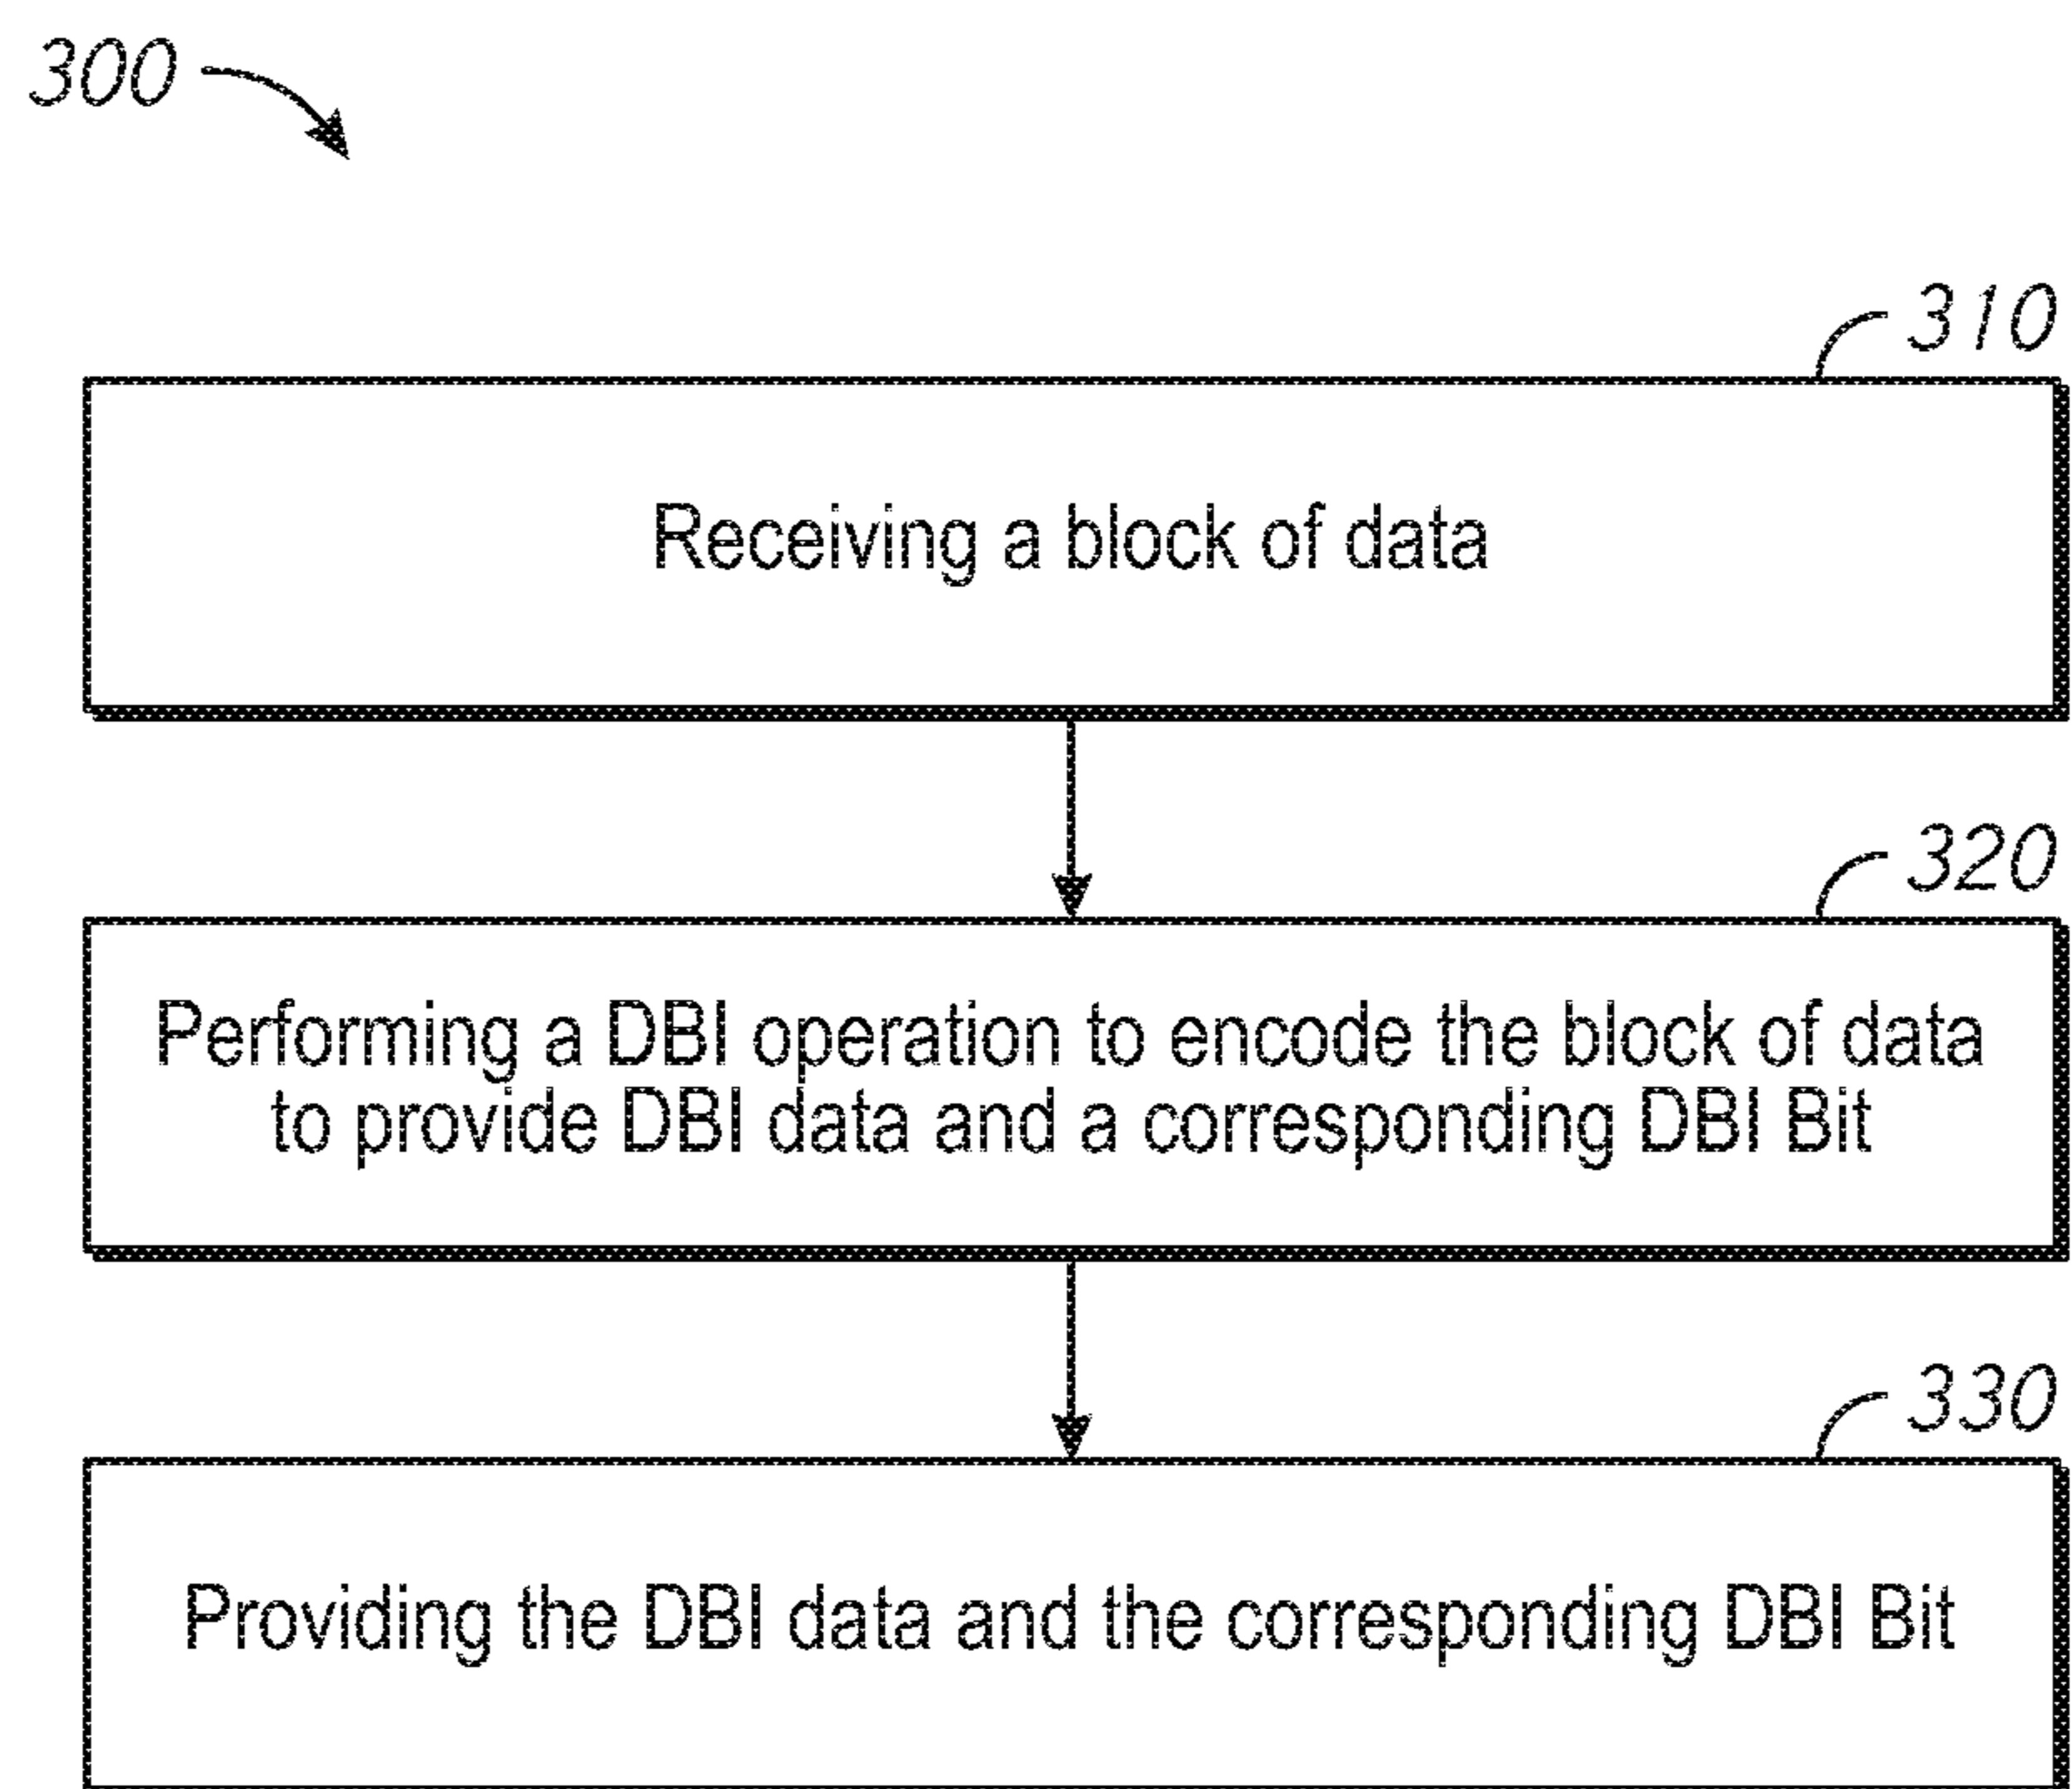 300
310
Receiving a block of data
320
Performing a DBI operation to encode the block of data
to provide DBI data and a corresponding DBI Bit
330
Providing the DBI data and the corresponding DBI Bit